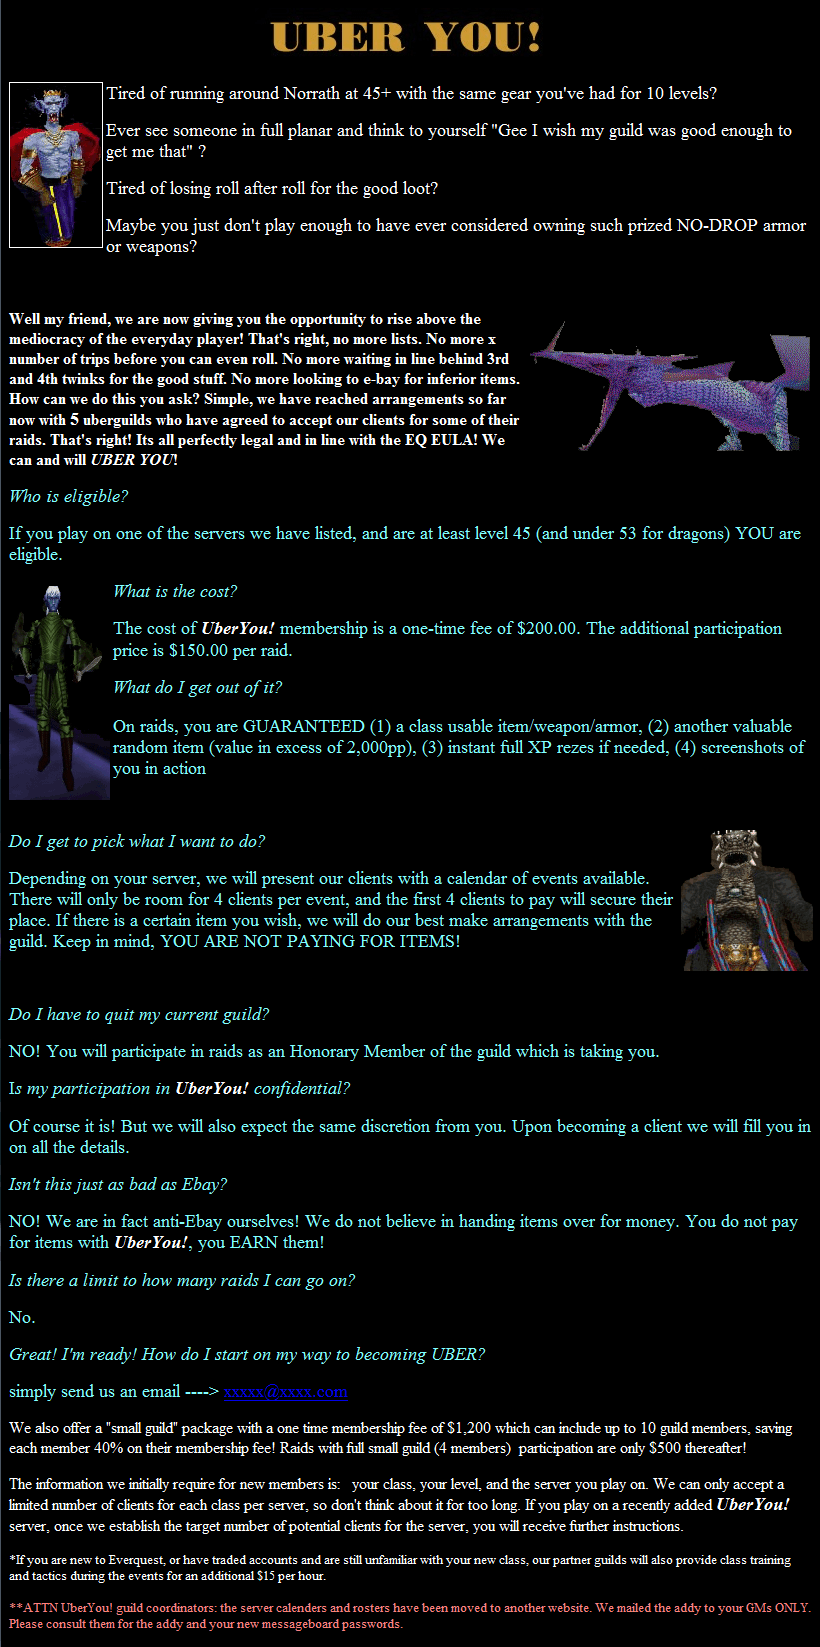 UBER YOU!
Tired of running around Norrath at 45+ with the same gear you've had for 10 levels?
Ever see someone in full planar and think to yourself "Gee I wish my guild was good enough to
get me that" ?
Tired of losing roll after roll for the good loot?
Maybe you just don't play enough to have ever considered owning such prized NO-DROP armor
or weapons?
Well my friend, we are now giving you the opportunity to rise above the
mediocracy of the everyday player! That's right, no more lists. No more x
number of trips before you can even roll. No more waiting in line behind 3rd
and 4th twinks for the good stuff. No more looking to e-bay for inferior items.
How can we do this you ask? Simple, we have reached arrangements so far
now with 5 uberguilds who have agreed to accept our clients for some of their
raids. That's right! Its all perfectly legal and in line with the EQ EULA! We
can and will UBER YOU!
Who is eligible?
If you play on one of the servers we have listed, and are at least level 45 (and under 53 for dragons) YOU are
eligible.
What is the cost?
The cost of UberYou! membership is a one-time fee of $200.00. The additional participation
price is $150.00 per raid.
What do I get out of it?
On raids, you are GUARANTEED (1) a class usable item/weapon/armor, (2) another valuable
random item (value in excess of 2,000pp), (3) instant full XP rezes if needed, (4) screenshots of
you in action
Do I get to pick what I want to do?
Depending on your server, we will present our clients with a calendar of events available.
There will only be room for 4 clients per event, and the first 4 clients to pay will secure their
place. If there is a certain item you wish, we will do our best make arrangements with the
guild. Keep in mind, YOU ARE NOT PAYING FOR ITEMS!
Do I have to quit my current guild?
NO! You will participate in raids as an Honorary Member of the guild which is taking you.
Is my participation in UberYou! confidential?
Of course it is! But we will also expect the same discretion from you. Upon becoming a client we will fill you in
on all the details.
Isn't this just as bad as Ebay?
NO! We are in fact anti-Ebay ourselves! We do not believe in handing items over for money. You do not pay
for items with UberYou!, you EARN them!
Is there a limit to how many raids I can go on?
No.
Great! I'm ready! How do I start on my way to becoming UBER?
simply send us an email ----> xxxxx@xxxx.com
We also offer a "small guild" package with a one time membership fee of $1,200 which can include up to 10 guild members, saving
each member 40% on their membership fee! Raids with full small guild (4 members) participation are only $500 thereafter!
The information we initially require for new members is: your class, your level, and the server you play on. We can only accept a
limited number of clients for each class per server, so don't think about it for too long. If you play on a recently added UberYou!
server, once we establish the target number of potential clients for the server, you will receive further instructions.
*If you are new to Everquest, or have traded accounts and are still unfamiliar with your new class, our partner guilds will also provide class training
and tactics during the events for an additional $15 per hour.
**ATTN UberYou! guild coordinators: the server calenders and rosters have been moved to another website. We mailed the addy to your GMs ONLY.
Please consult them for the addy and your new messageboard passwords.